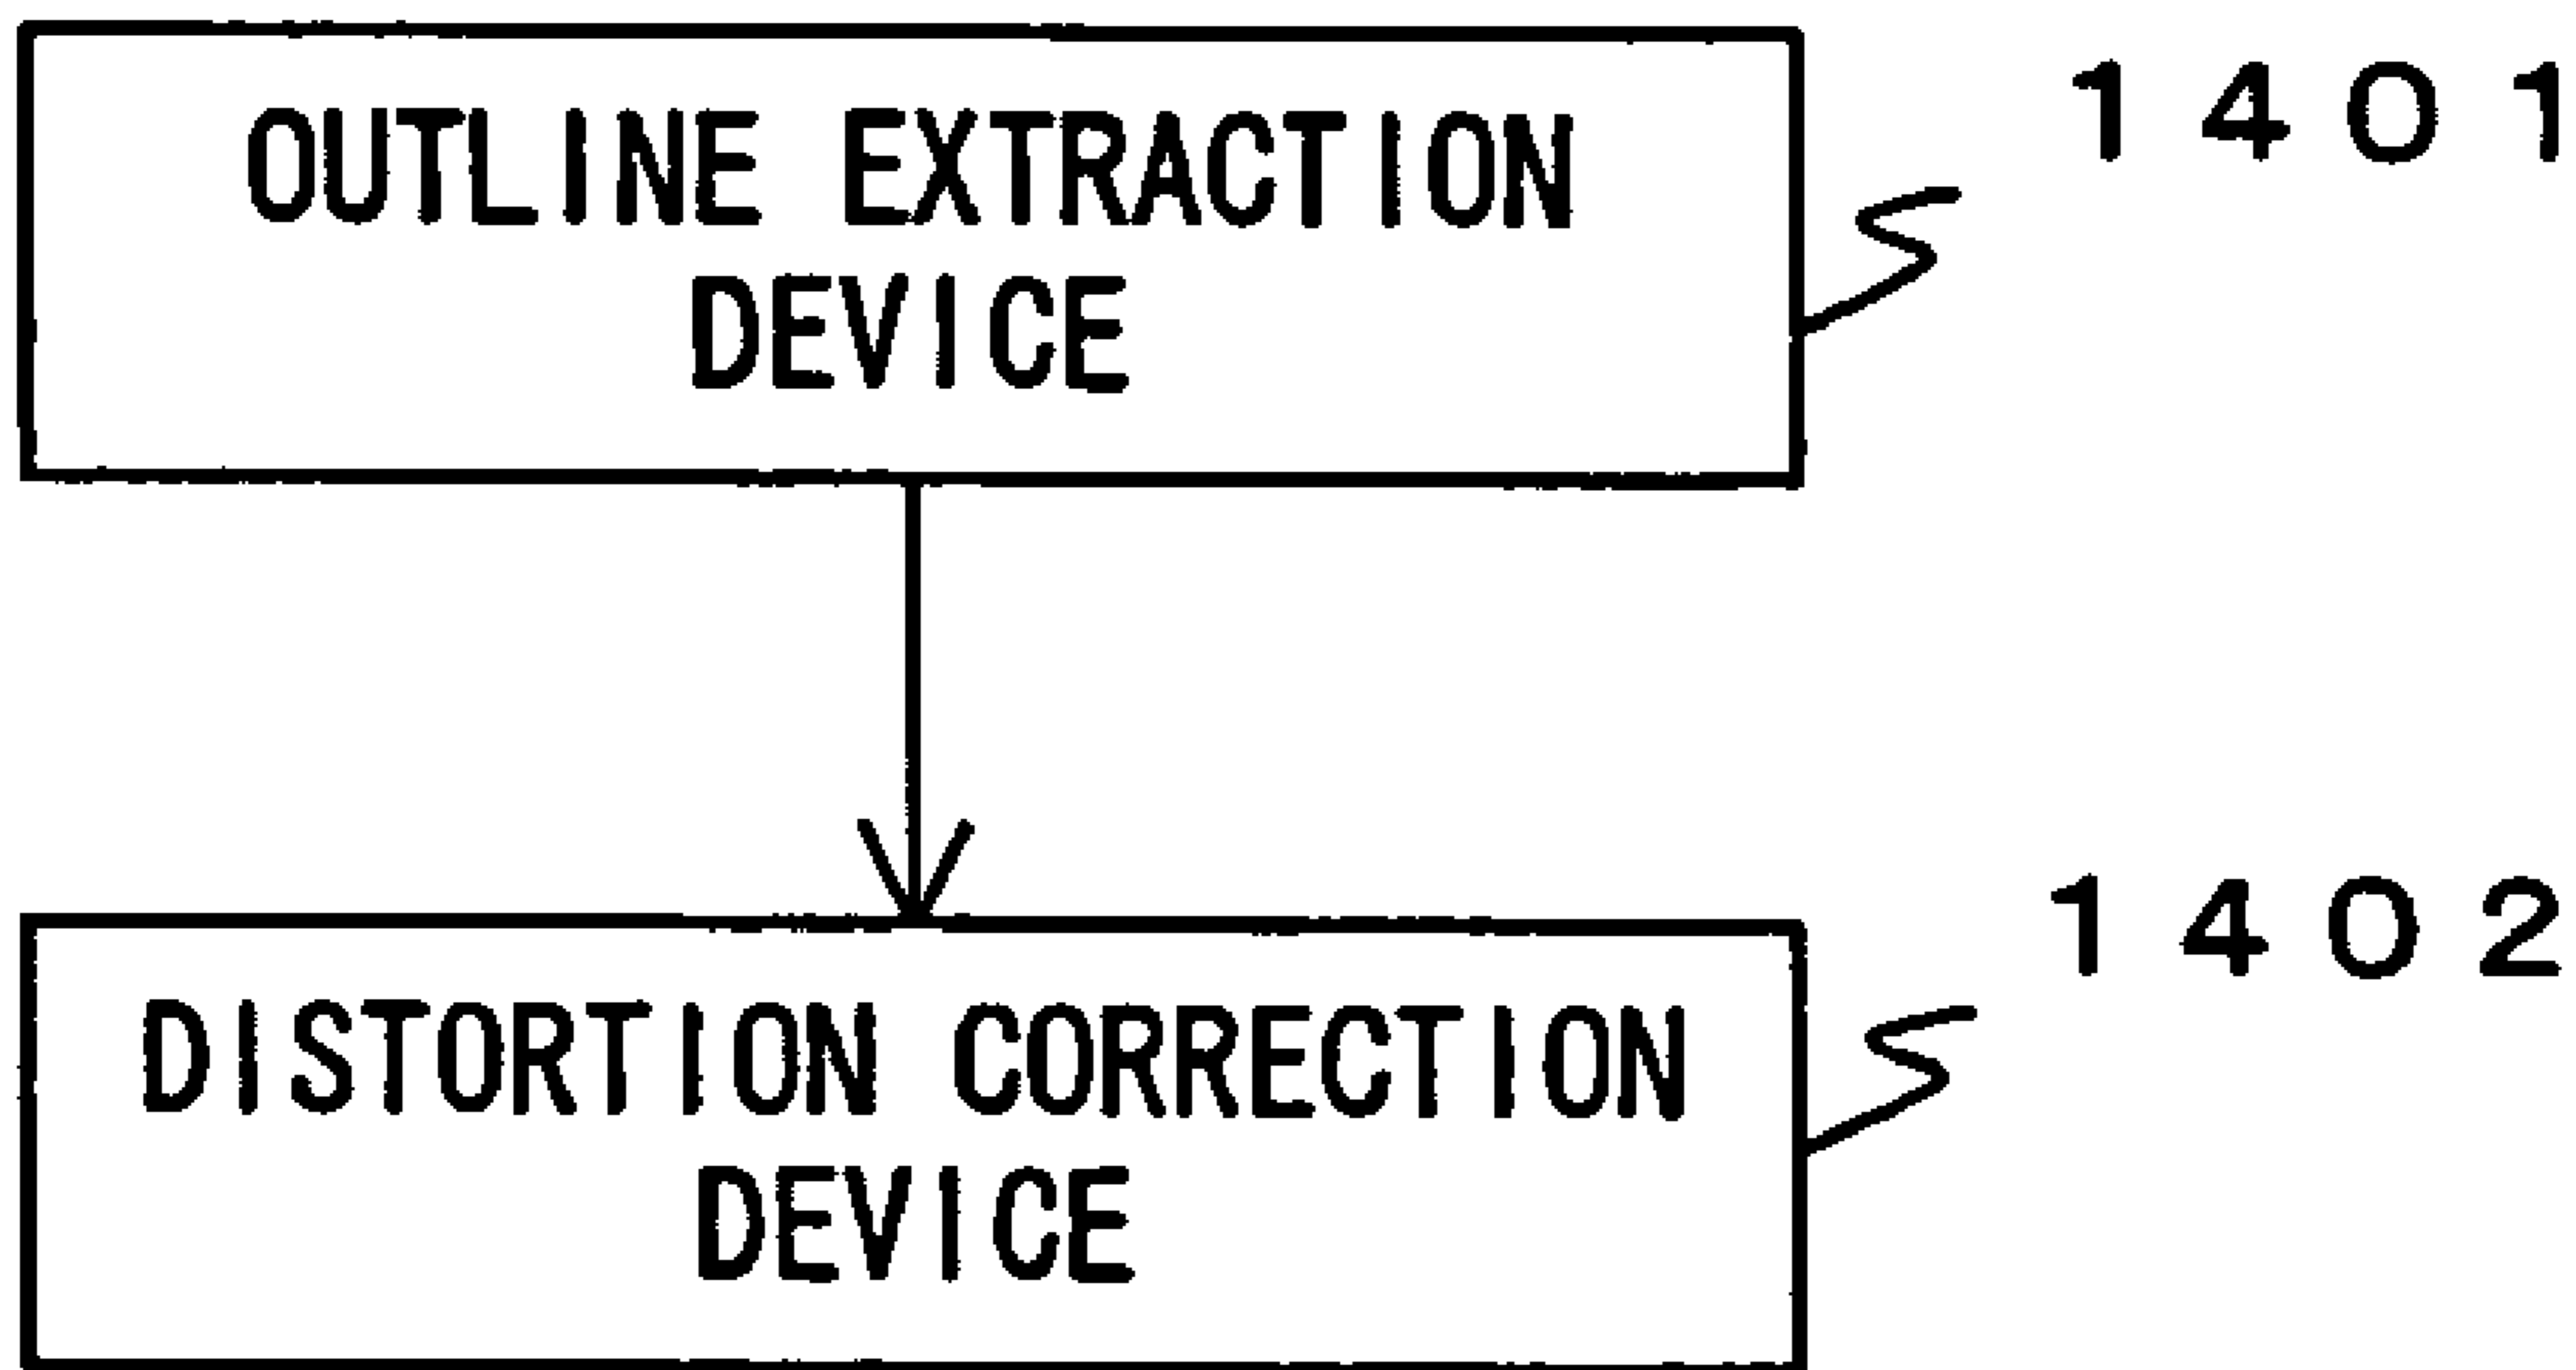 OUTLINE EXTRACTION
DEVICE
1401
DISTORTION CORRECTION
DEVICE
1402